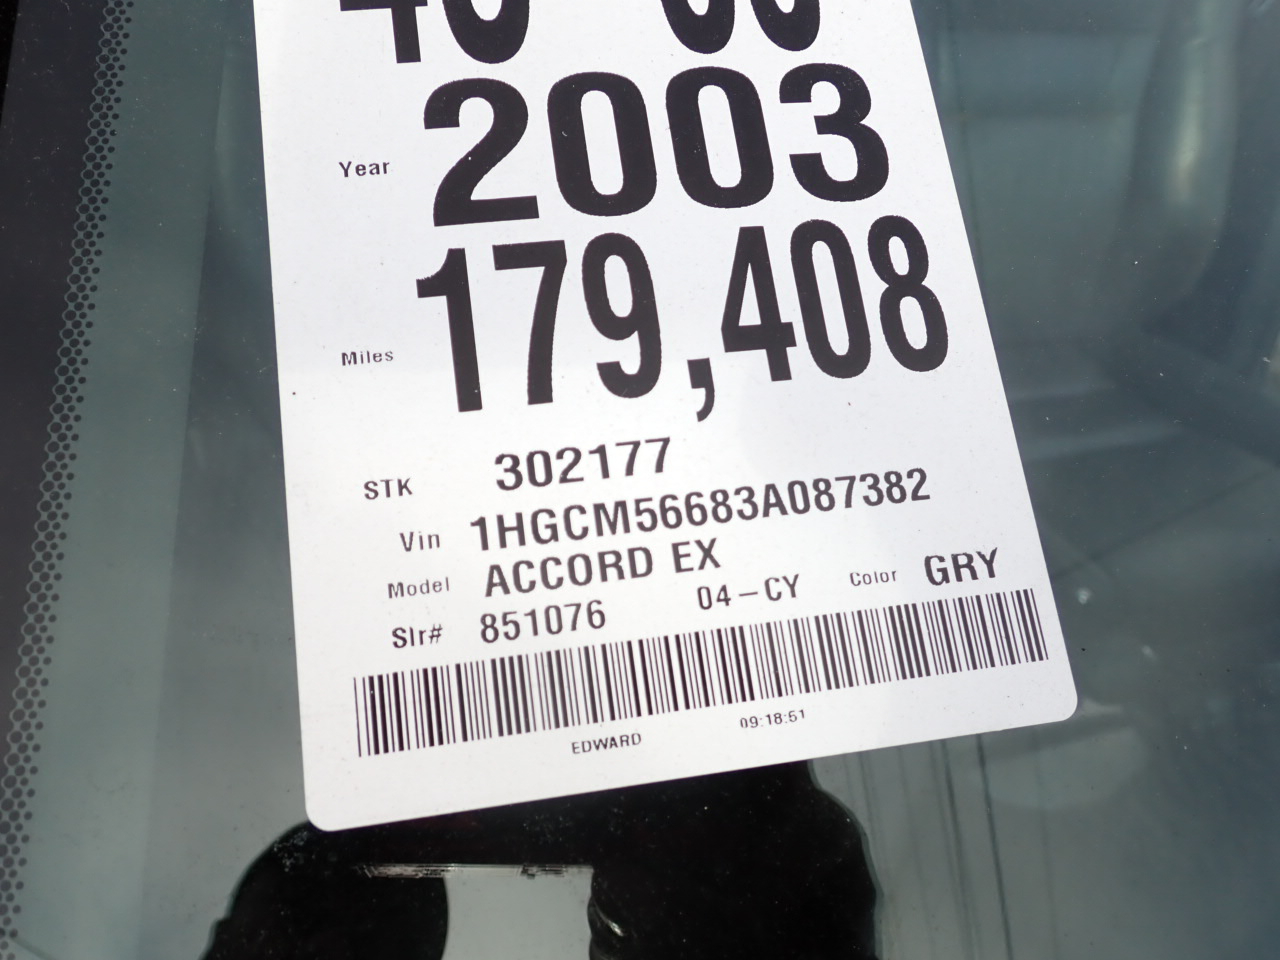 Year 2003
Miles 179,408
STK 302177
Vin 1HGCM56683A087382
Model ACCORD EX
Slr# 851076 04-CY Color GRY
EDWARD 09:18:51